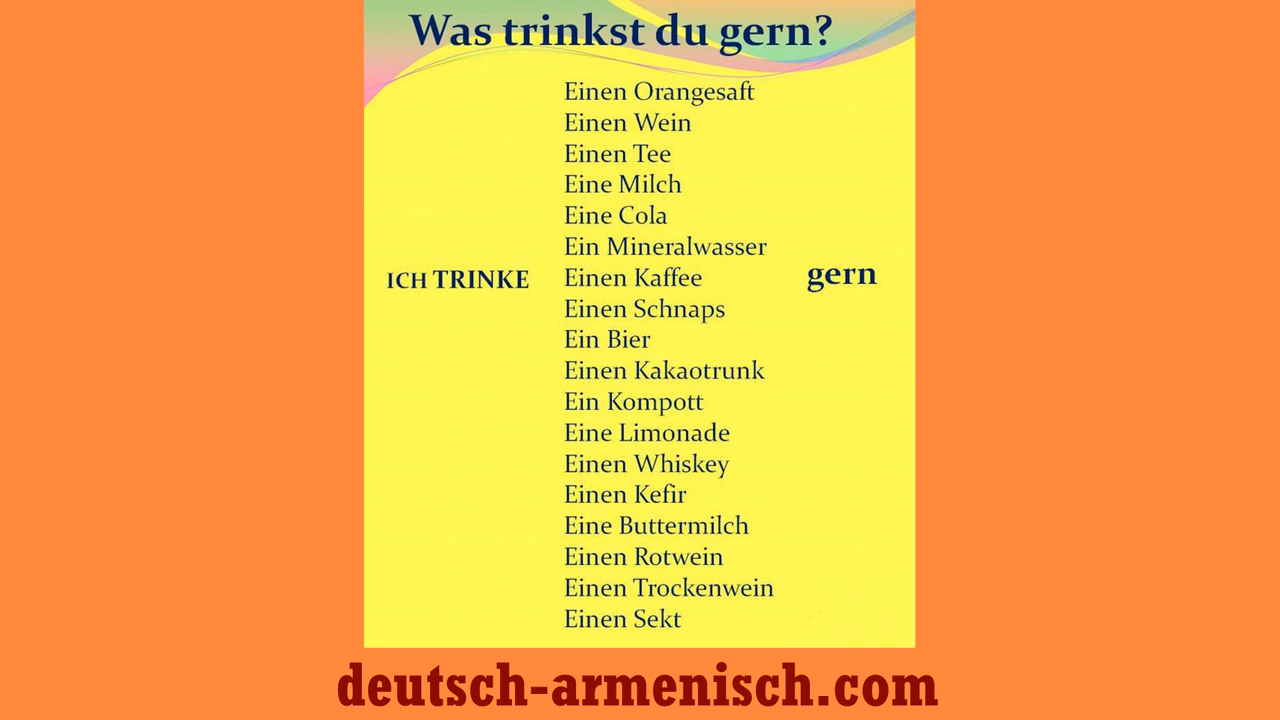 Was trinkst du gern?
Einen Orangesaft
Einen Wein
Einen Tee
Eine Milch
Eine Cola
Ein Mineralwasser
ICH TRINKE Einen Kaffee gern
Einen Schnaps
Ein Bier
Einen Kakaotrunk
Ein Kompott
Eine Limonade
Einen Whiskey
Einen Kefir
Eine Buttermilch
Einen Rotwein
Einen Trockenwein
Einen Sekt
deutsch-armenisch.com